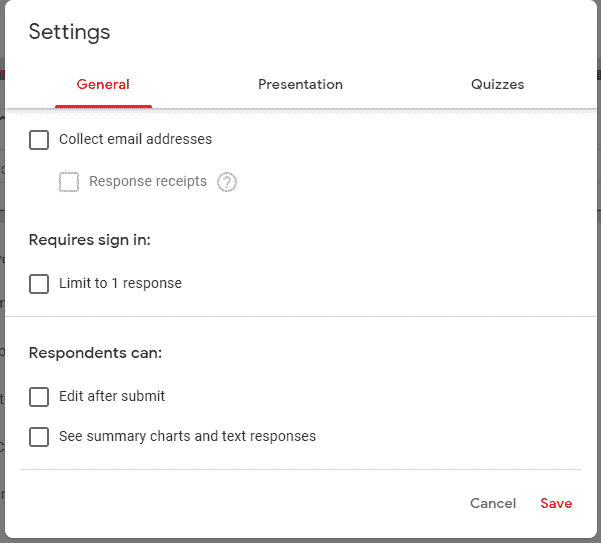 Settings
General Presentation Quizzes
Collect email addresses
Response receipts ?
Requires sign in:
Limit to 1 response
Respondents can:
Edit after submit
See summary charts and text responses
Cancel Save